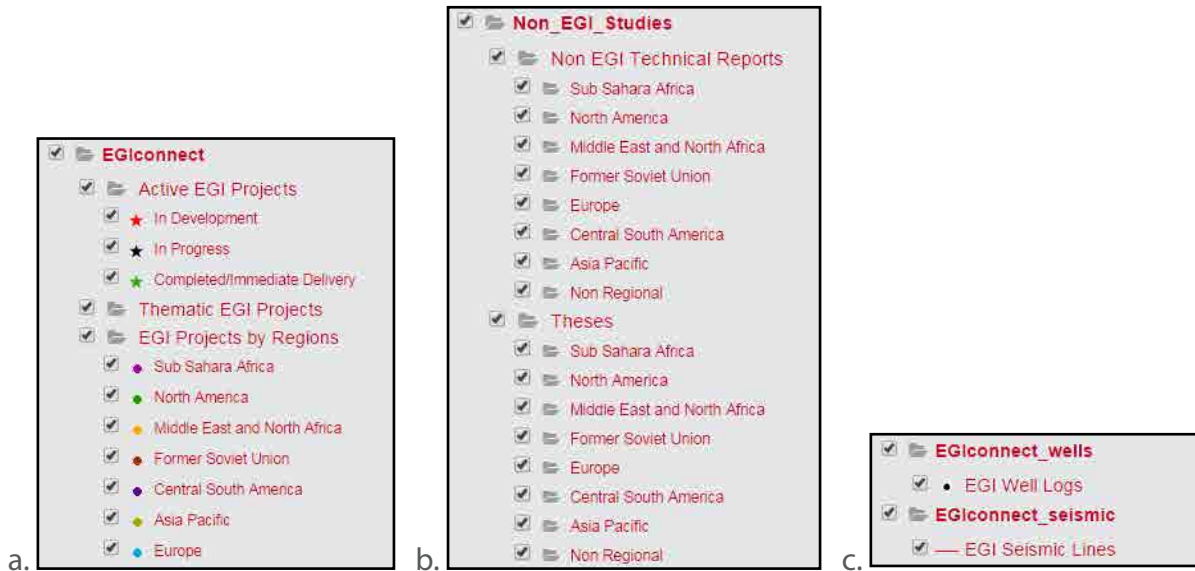 EGIconnect
Active EGI Projects
In Development
In Progress
Completed/Immediate Delivery
Thematic EGI Projects
EGI Projects by Regions
Sub Sahara Africa
North America
Middle East and North Africa
Former Soviet Union
Central South America
Asia Pacific
Europe
a.
Non_EGI_Studies
Non EGI Technical Reports
Sub Sahara Africa
North America
Middle East and North Africa
Former Soviet Union
Europe
Central South America
Asia Pacific
Non Regional
Theses
Sub Sahara Africa
North America
Middle East and North Africa
Former Soviet Union
Europe
Central South America
Asia Pacific
Non Regional
b.
EGIconnect_wells
EGI Well Logs
EGIconnect_seismic
EGI Seismic Lines
c.